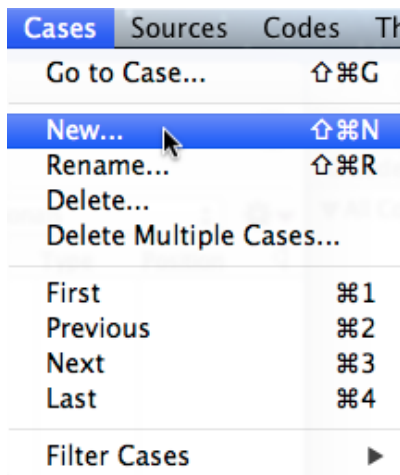 Cases Sources Codes Th
Go to Case... ⇧⌘G
New... ⇧⌘N
Rename... ⇧⌘R
Delete...
Delete Multiple Cases...
First ⌘1
Previous ⌘2
Next ⌘3
Last ⌘4
Filter Cases ▶